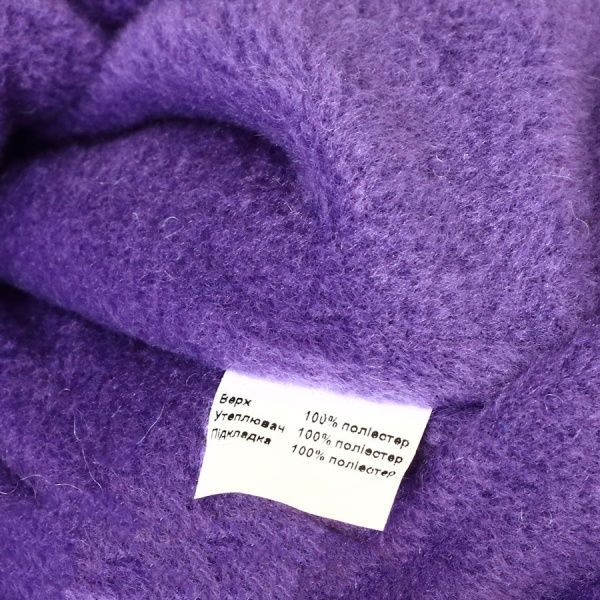 Верх 100% поліестер
Утеплювач 100% поліестер
Підкладка 100% поліестер